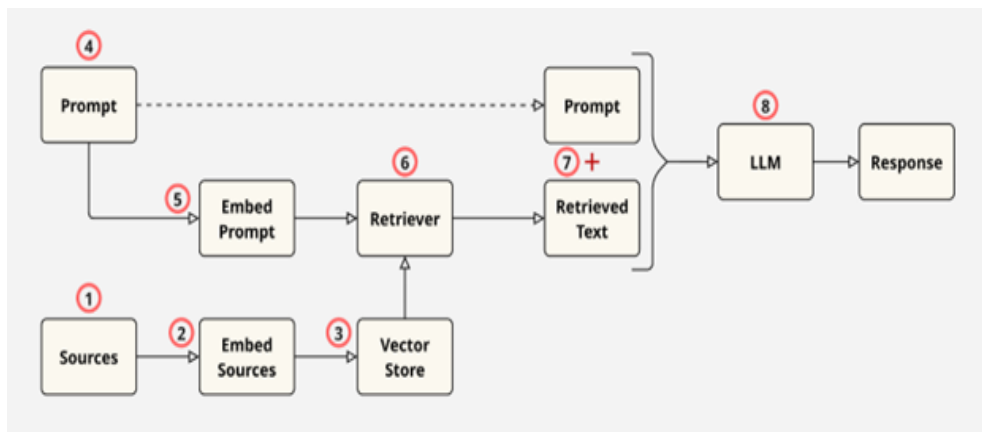 4
Prompt
Prompt
8
LLM
Response
7 +
6
5
Embed
Prompt
Retriever
Retrieved
Text
1
Sources
2
Embed
Sources
3
Vector
Store